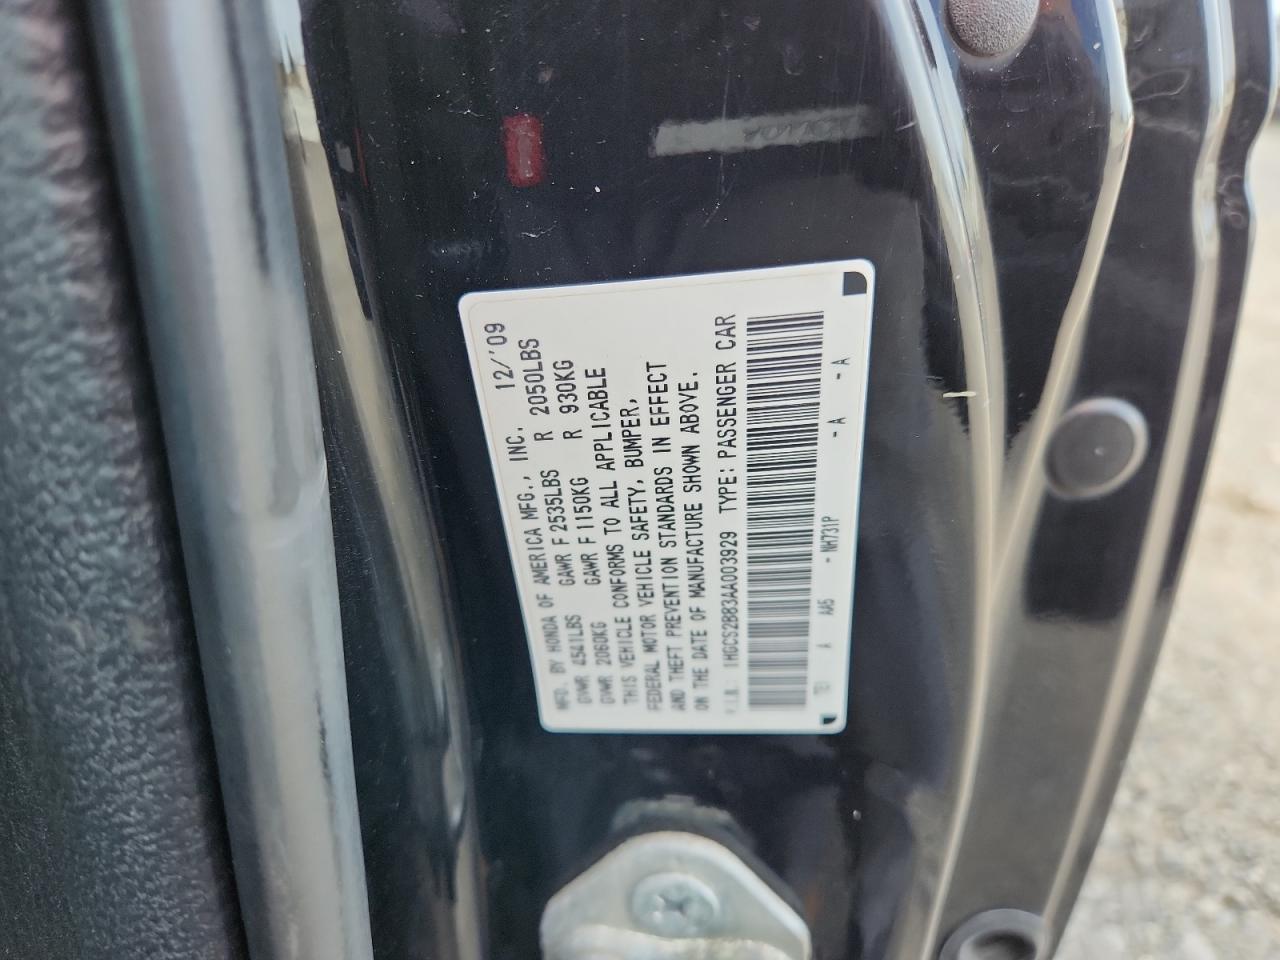 MFD. BY HONDA OF AMERICA MFG., INC. 12/'09
GVWR 4541LBS GAWR F 2535LBS R 2050LBS
GVWR 2060KG GAWR F 1150KG R 930KG
THIS VEHICLE CONFORMS TO ALL APPLICABLE
FEDERAL MOTOR VEHICLE SAFETY, BUMPER,
AND THEFT PREVENTION STANDARDS IN EFFECT
ON THE DATE OF MANUFACTURE SHOWN ABOVE.
V.I.N.: 1HGCS2B83AA003929 TYPE: PASSENGER CAR
A AA5 - NH731P - A - A